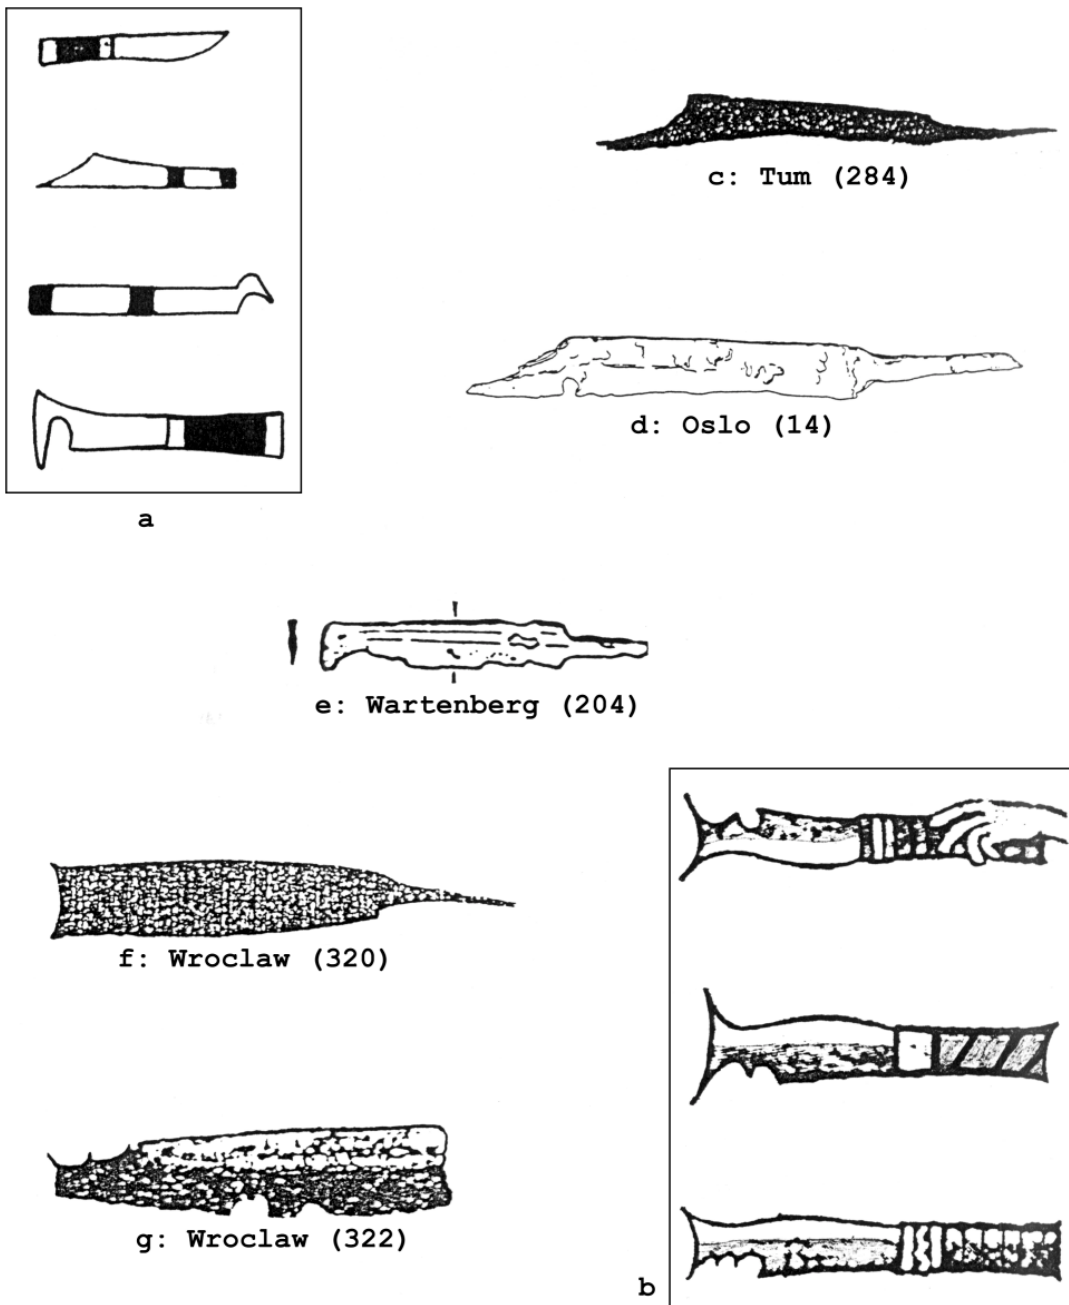 c: Tum (284)
d: Oslo (14)
a
e: Wartenberg (204)
f: Wroclaw (320)
g: Wroclaw (322)
b